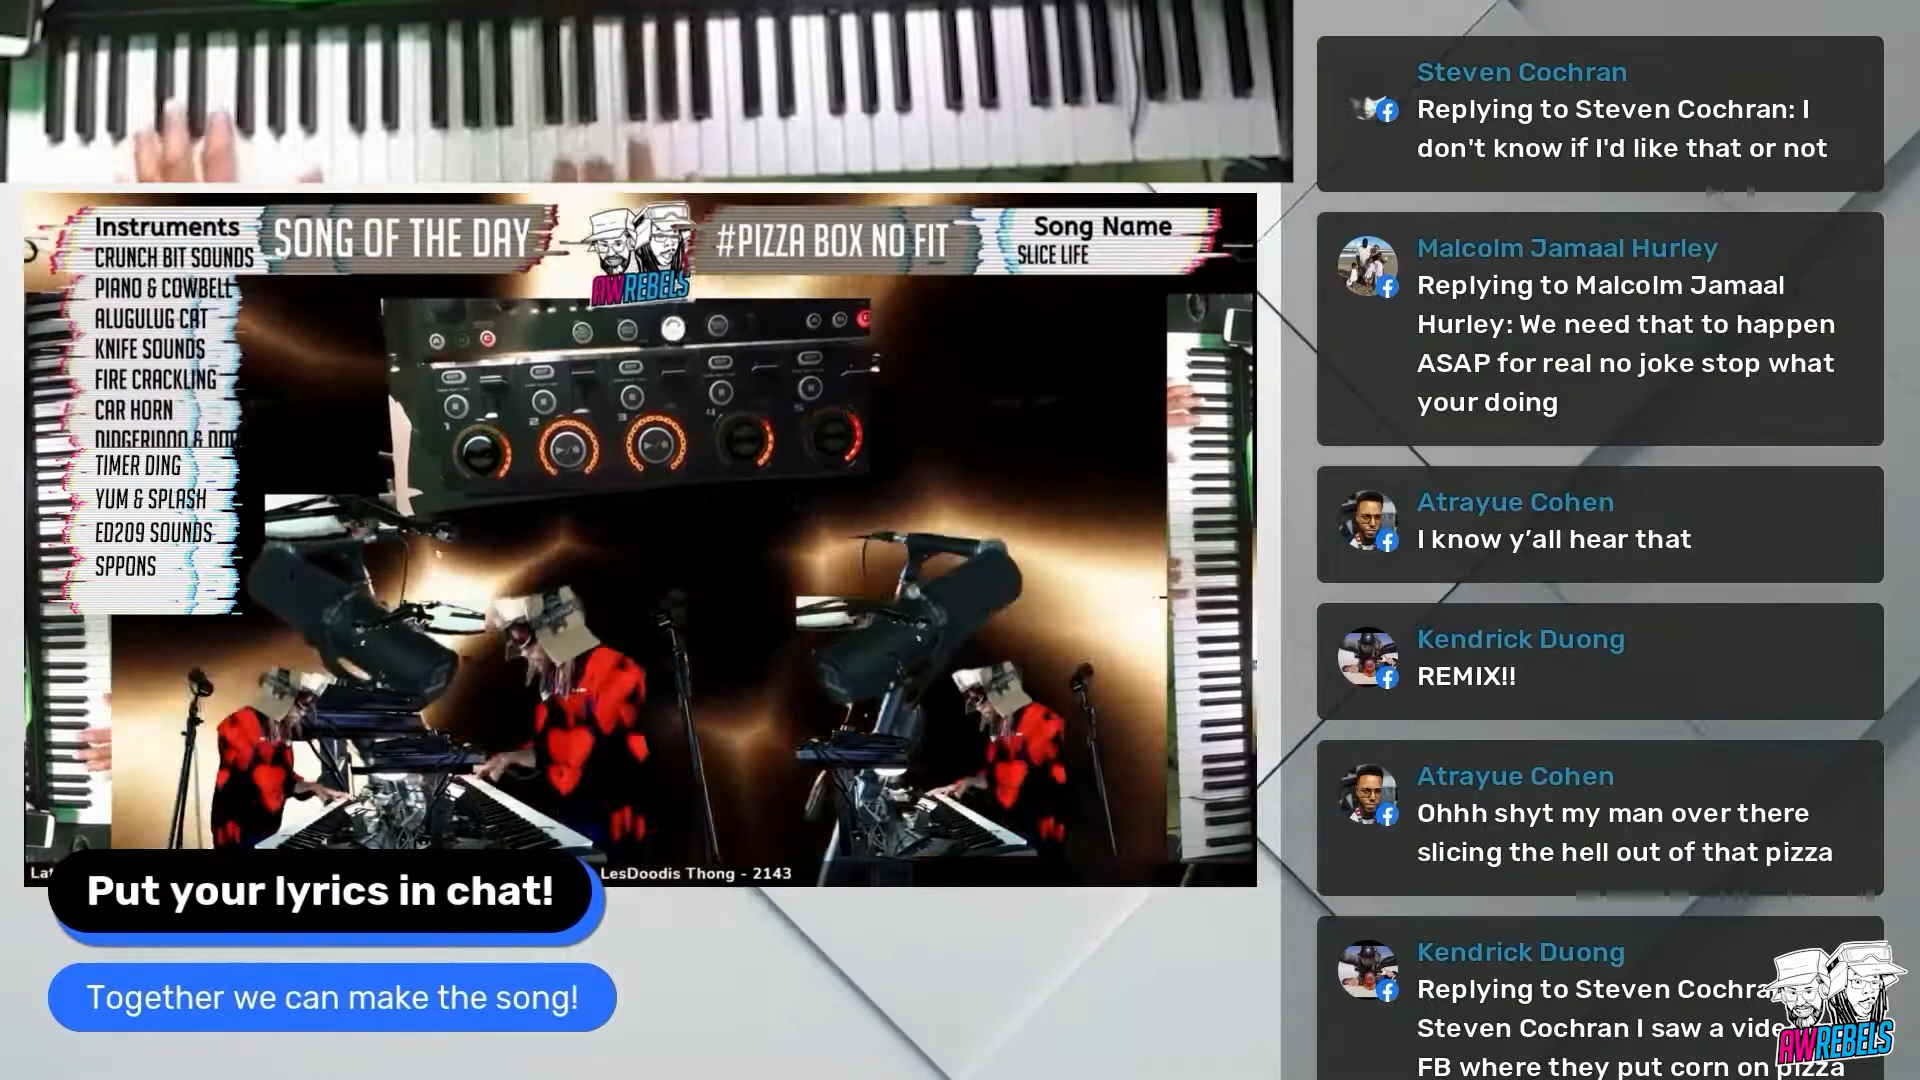 Instruments
CRUNCH BIT SOUNDS
PIANO & COWBELL
ALUGULUG CAT
KNIFE SOUNDS
FIRE CRACKLING
CAR HORN
DIDGERIDOO &
TIMER DING
YUM & SPLASH
ED209 SOUNDS
SPPONS
SONG OF THE DAY
AWREBELS
#PIZZA BOX NO FIT
Song Name
SLICE LIFE
LesDoodis Thong - 2143
Put your lyrics in chat!
Together we can make the song!
Steven Cochran
Replying to Steven Cochran: I
don't know if I'd like that or not
Malcolm Jamaal Hurley
Replying to Malcolm Jamaal
Hurley: We need that to happen
ASAP for real no joke stop what
your doing
Atrayue Cohen
I know y’all hear that
Kendrick Duong
REMIX!!
Atrayue Cohen
Ohhh shyt my man over there
slicing the hell out of that pizza
Kendrick Duong
Replying to Steven
Steven Cochran I saw a
FB where they put corn on pizza
AWREBELS